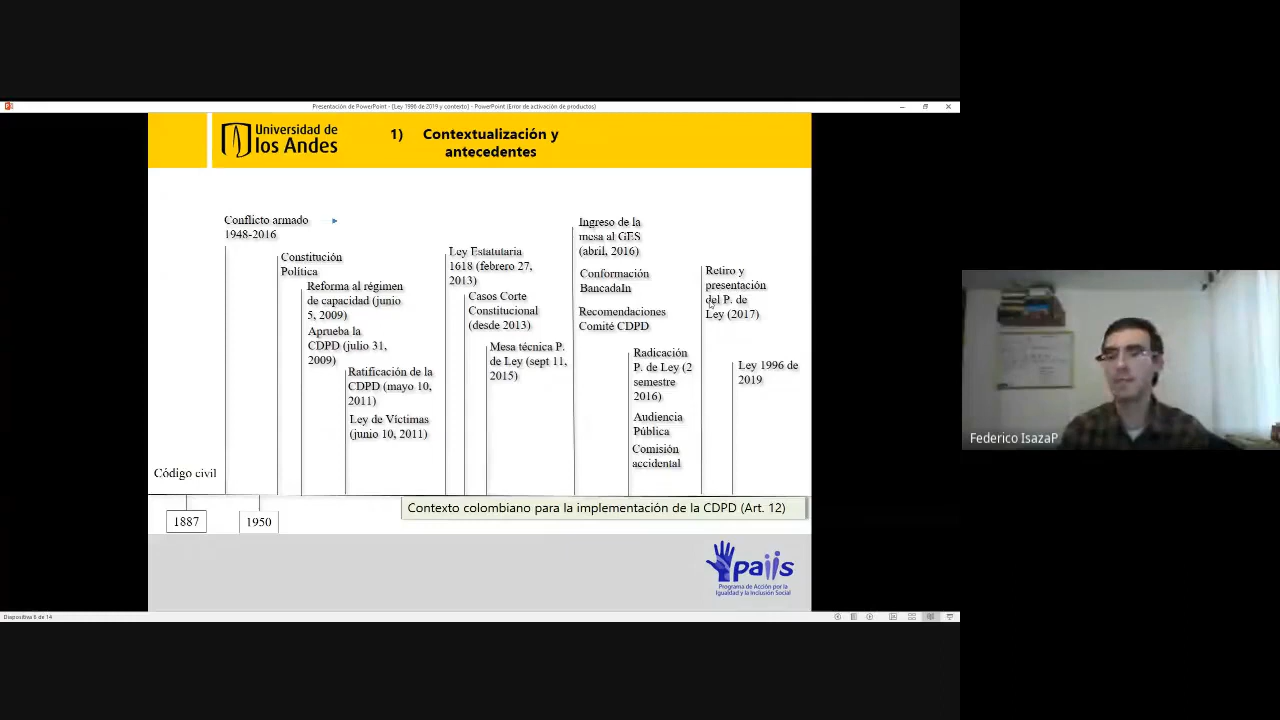 Presentación de PowerPoint - [Ley 1996 de 2019 y contexto] - PowerPoint (Error de activación de productos)
Universidad de
los Andes
1) Contextualización y
antecedentes
Conflicto armado
1948-2016
Constitución
Política
Reforma al régimen
de capacidad (junio
5, 2009)
Aprueba la
CDPD (julio 31,
2009)
Ratificación de la
CDPD (mayo 10,
2011)
Ley de Víctimas
(junio 10, 2011)
Ley Estatutaria
1618 (febrero 27,
2013)
Casos Corte
Constitucional
(desde 2013)
Mesa técnica P.
de Ley (sept 11,
2015)
Ingreso de la
mesa al GES
(abril, 2016)
Conformación
BancadaIn
Recomendaciones
Comité CDPD
Radicación
P. de Ley (2
semestre
2016)
Audiencia
Pública
Comisión
accidental
Retiro y
presentación
del P. de
Ley (2017)
Ley 1996 de
2019
Código civil
1887
1950
Contexto colombiano para la implementación de la CDPD (Art. 12)
paiis
Programa de Acción por la
Igualdad y la Inclusión Social
Diapositiva 6 de 14
Federico IsazaP